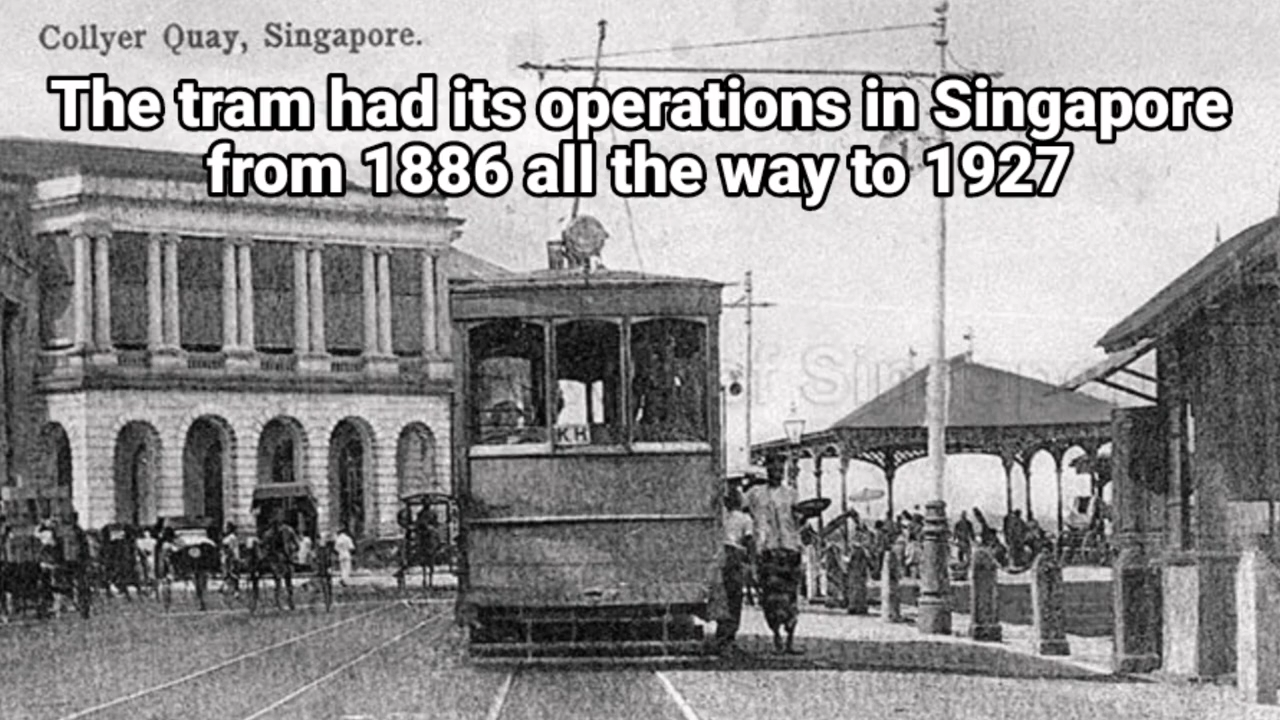 Collyer Quay, Singapore.
The tram had its operations in Singapore
from 1886 all the way to 1927
KH